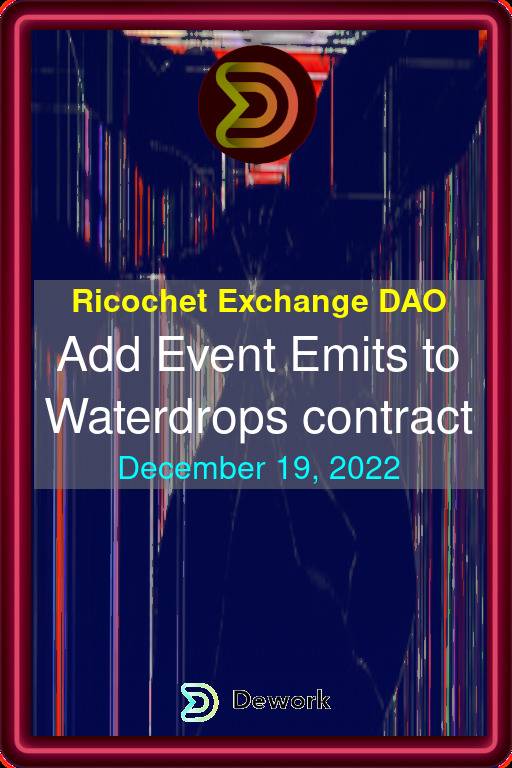 Ricochet Exchange DAO
Add Event Emits to
Waterdrops contract
December 19, 2022
Dework